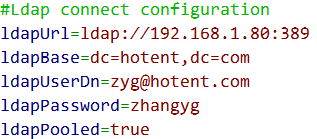 #Ldap connect configuration
ldapUrl=ldap://192.168.1.80:389
ldapBase=dc=hotent,dc=com
ldapUserDn=zyg@hotent.com
ldapPassword=zhangyg
ldapPooled=true